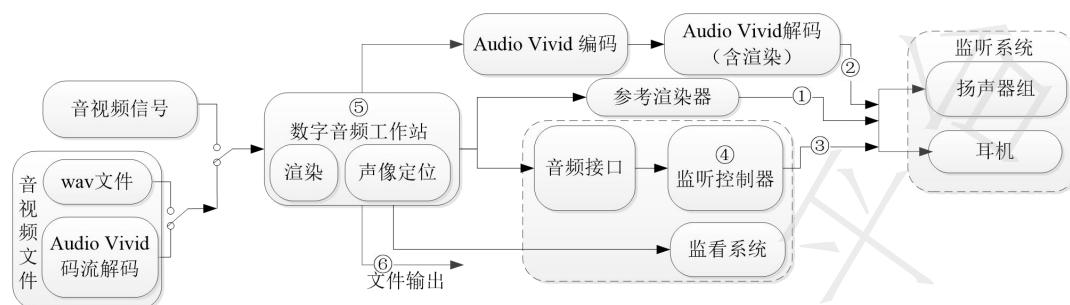 音视频信号
音视频文件
wav文件
Audio Vivid
码流解码
⑤
数字音频工作站
渲染
声像定位
⑥
文件输出
Audio Vivid 编码
Audio Vivid解码
（含渲染）
②
参考渲染器
①
音频接口
④
监听控制器
③
监看系统
监听系统
扬声器组
耳机